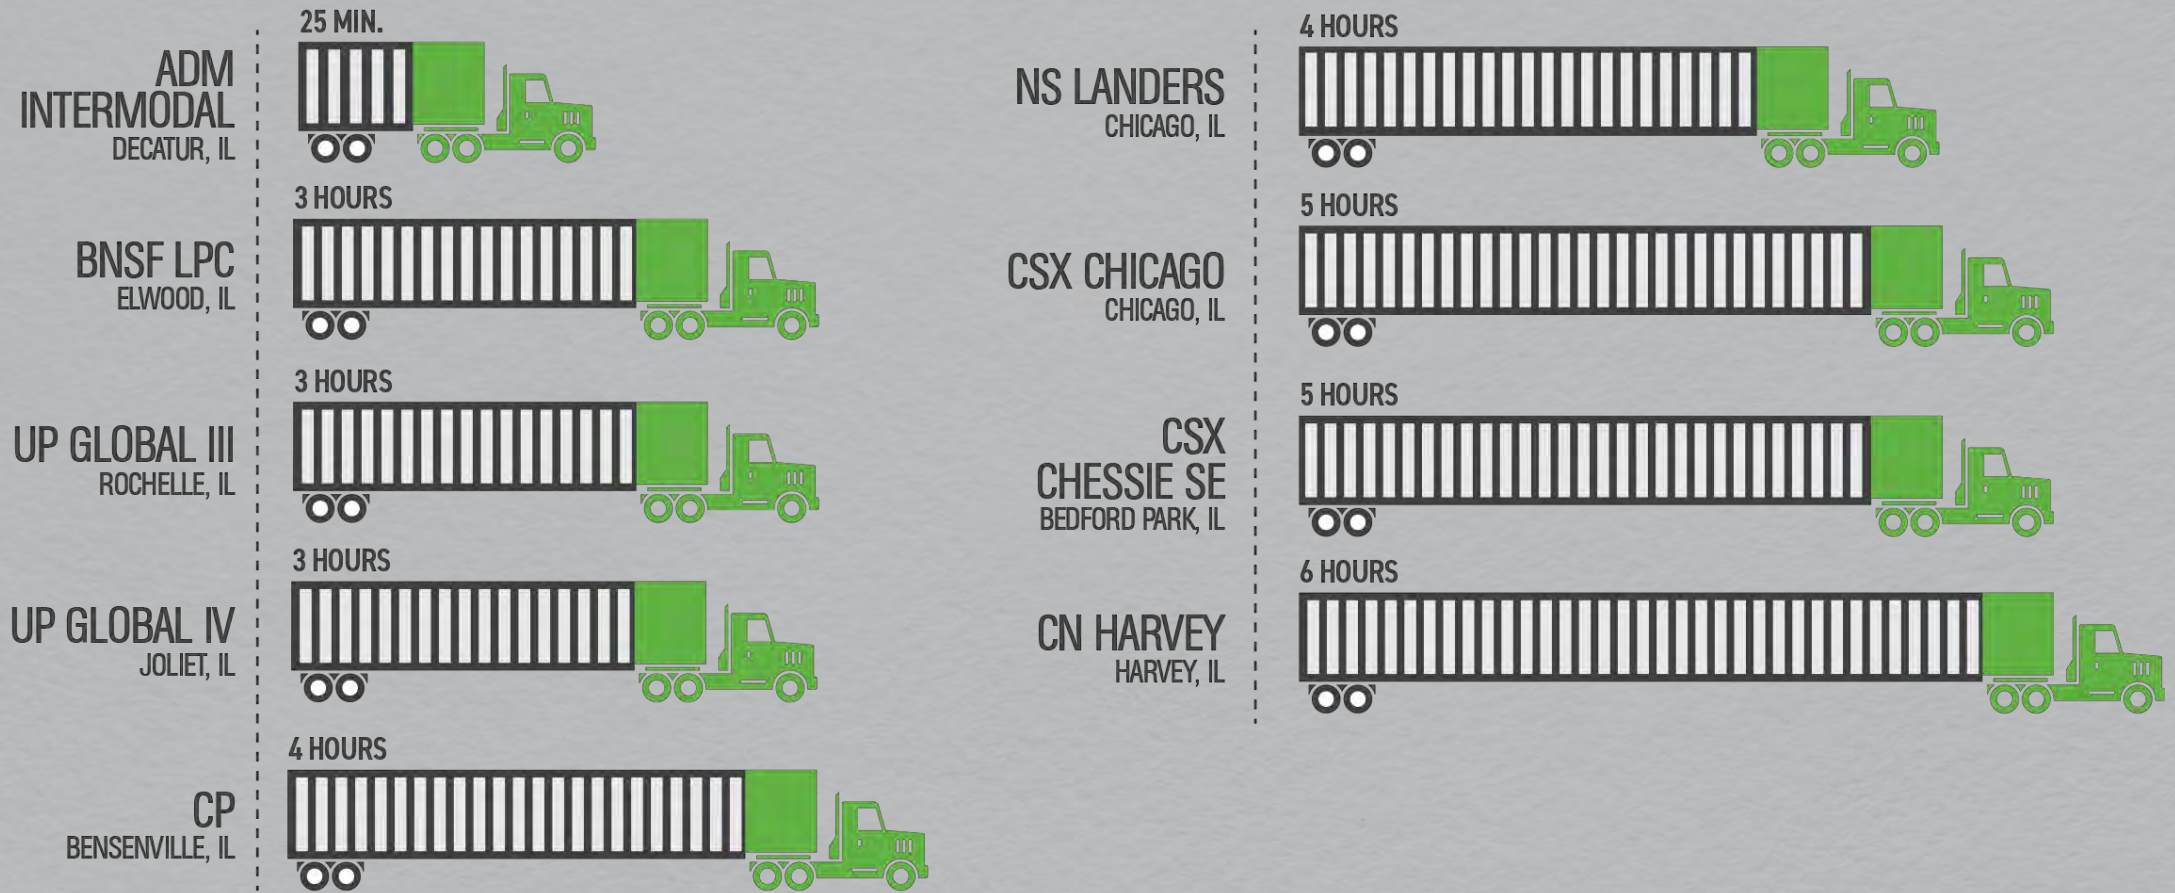 25 MIN.
ADM
INTERMODAL
DECATUR, IL
3 HOURS
BNSF LPC
ELWOOD, IL
3 HOURS
UP GLOBAL III
ROCHELLE, IL
3 HOURS
UP GLOBAL IV
JOLIET, IL
4 HOURS
CP
BENSENVILLE, IL
4 HOURS
NS LANDERS
CHICAGO, IL
5 HOURS
CSX CHICAGO
CHICAGO, IL
5 HOURS
CSX
CHESSIE SE
BEDFORD PARK, IL
6 HOURS
CN HARVEY
HARVEY, IL